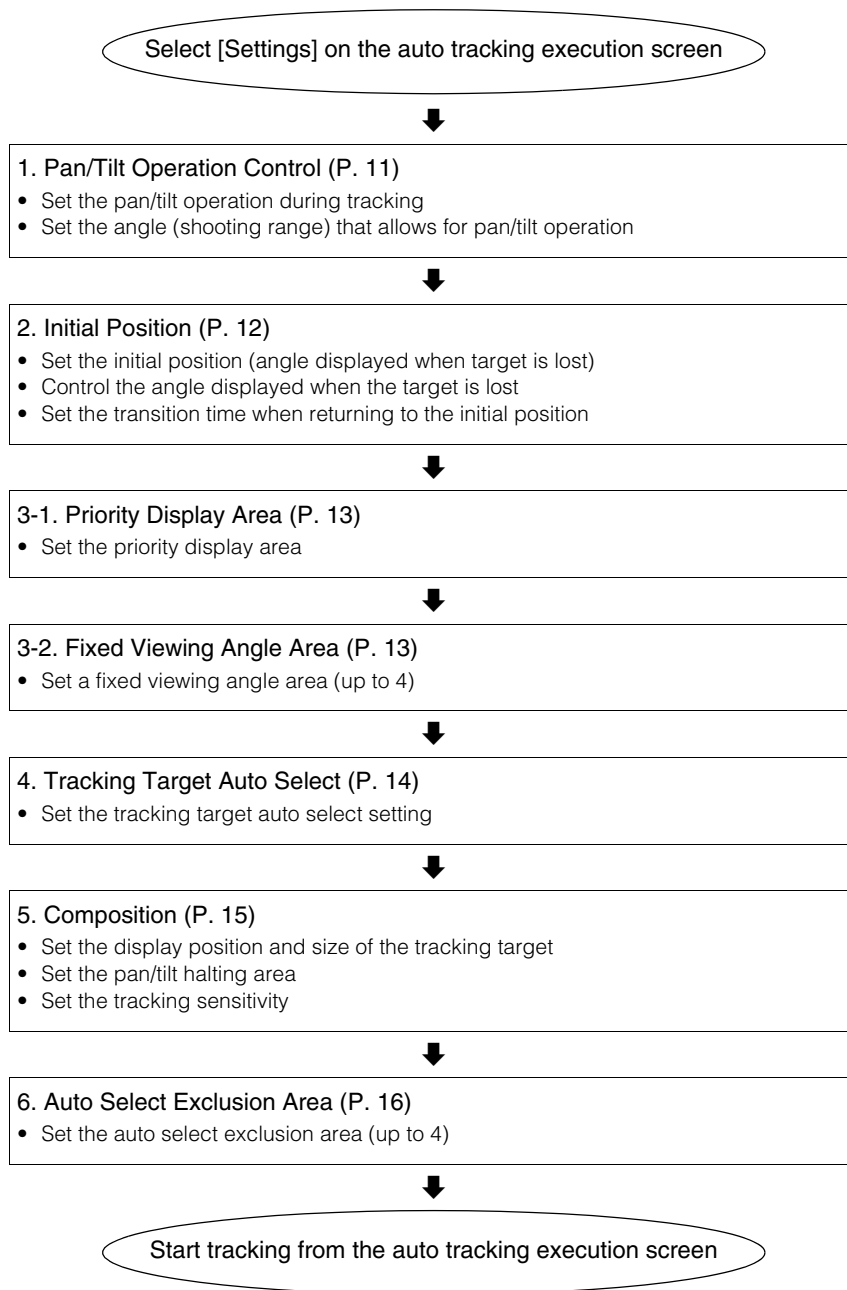 Select [Settings] on the auto tracking execution screen
1. Pan/Tilt Operation Control (P. 11)
• Set the pan/tilt operation during tracking
• Set the angle (shooting range) that allows for pan/tilt operation
2. Initial Position (P. 12)
• Set the initial position (angle displayed when target is lost)
• Control the angle displayed when the target is lost
• Set the transition time when returning to the initial position
3-1. Priority Display Area (P. 13)
• Set the priority display area
3-2. Fixed Viewing Angle Area (P. 13)
• Set a fixed viewing angle area (up to 4)
4. Tracking Target Auto Select (P. 14)
• Set the tracking target auto select setting
5. Composition (P. 15)
• Set the display position and size of the tracking target
• Set the pan/tilt halting area
• Set the tracking sensitivity
6. Auto Select Exclusion Area (P. 16)
• Set the auto select exclusion area (up to 4)
Start tracking from the auto tracking execution screen